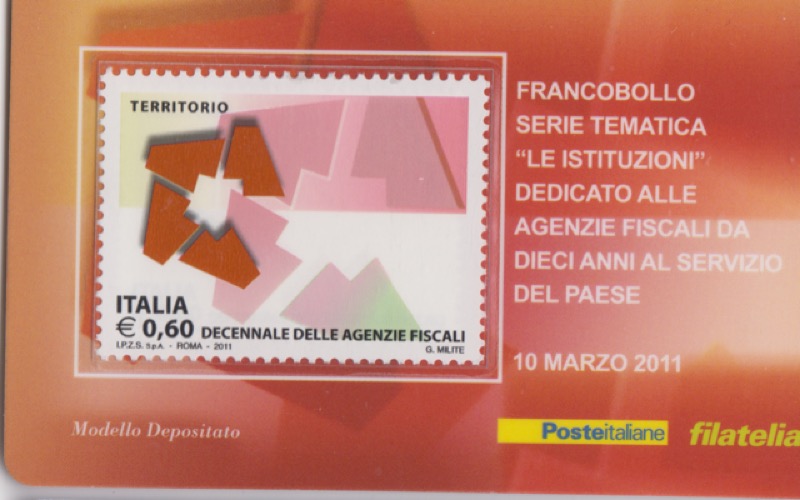 TERRITORIO
ITALIA
€ 0,60 DECENNALE DELLE AGENZIE FISCALI
I.P.Z.S. S.p.A. - ROMA - 2011
G. MILITE
FRANCOBOLLO
SERIE TEMATICA
“LE ISTITUZIONI”
DEDICATO ALLE
AGENZIE FISCALI DA
DIECI ANNI AL SERVIZIO
DEL PAESE
10 MARZO 2011
Modello Depositato
Posteitaliane
filatelia